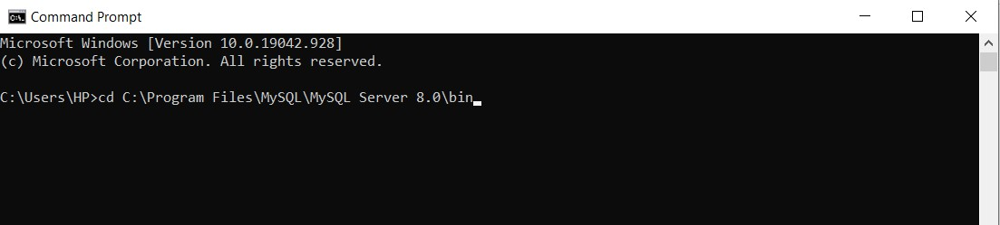 Command Prompt
Microsoft Windows [Version 10.0.19042.928]
(c) Microsoft Corporation. All rights reserved.
C:\Users\HP>cd C:\Program Files\MySQL\MySQL Server 8.0\bin